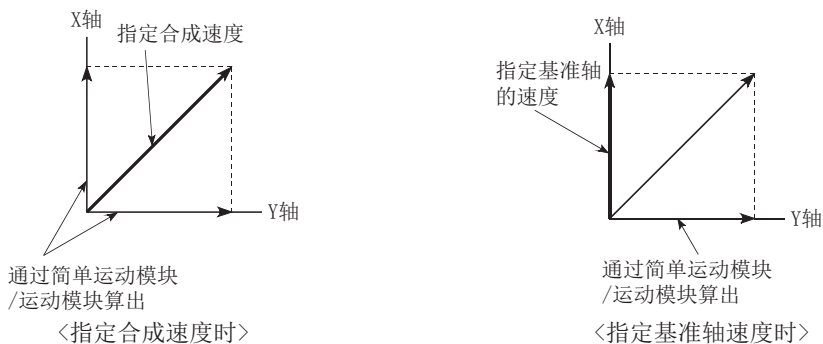 X轴
指定合成速度
Y轴
通过简单运动模块
/运动模块算出
<指定合成速度时>
X轴
指定基准轴
的速度
Y轴
通过简单运动模块
/运动模块算出
<指定基准轴速度时>